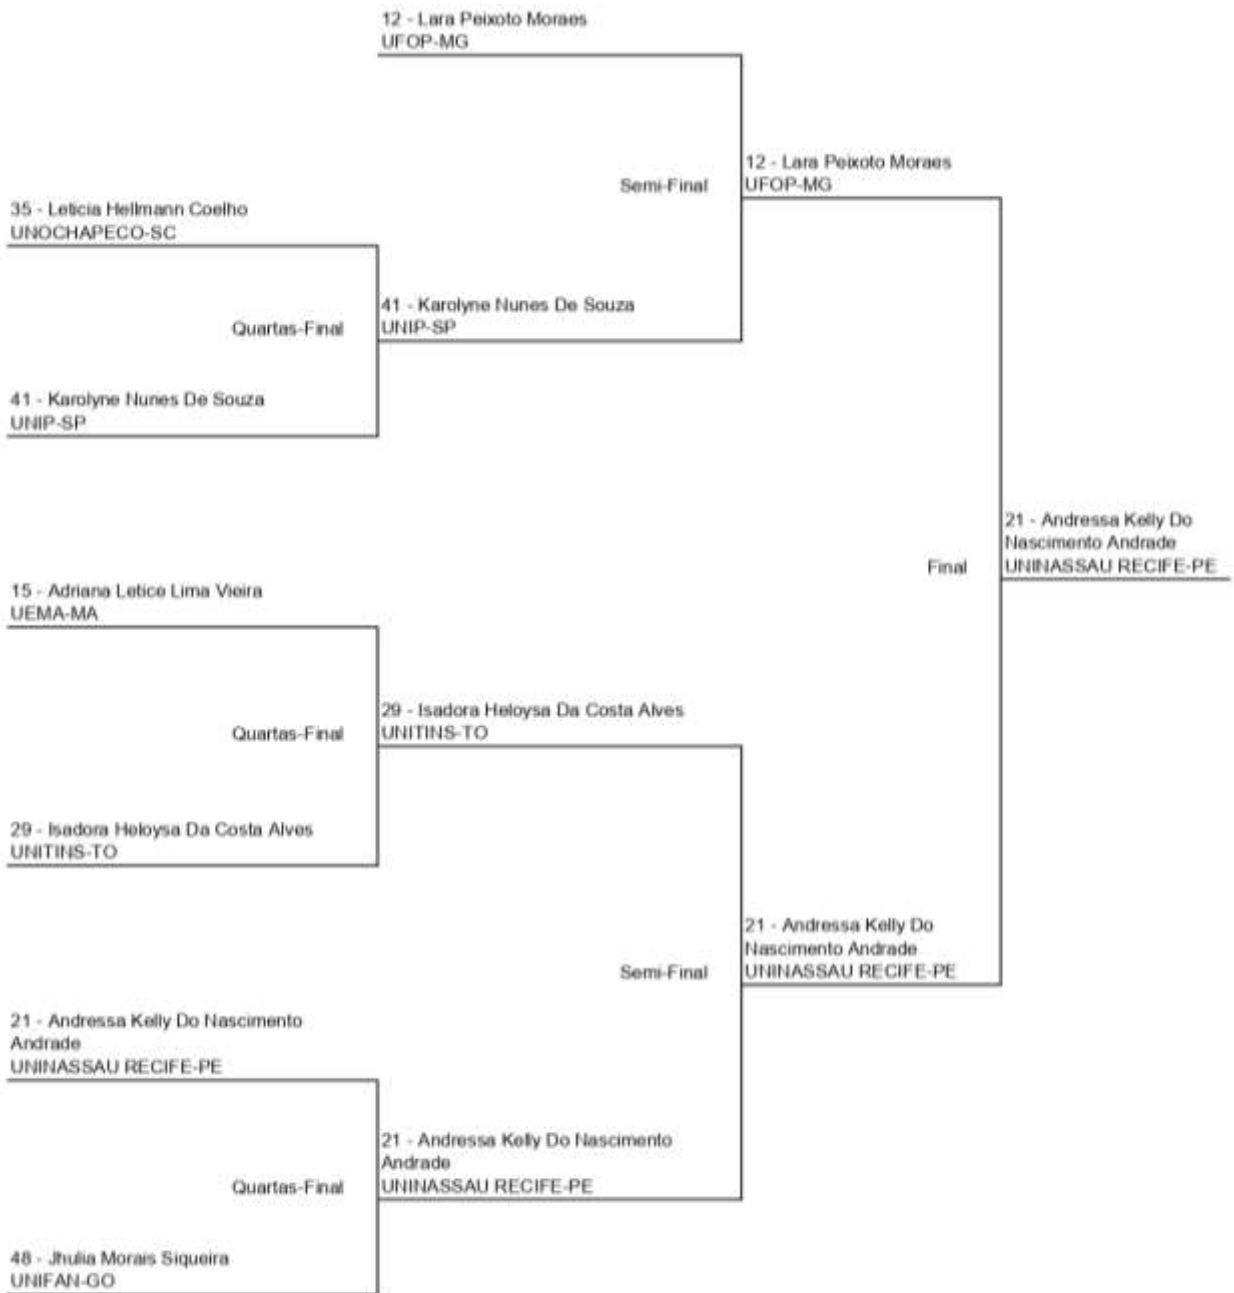 12 - Lara Peixoto Moraes
UFOP-MG
Semi-Final
12 - Lara Peixoto Moraes
UFOP-MG
35 - Leticia Hellmann Coelho
UNOCHAPECO-SC
Quartas-Final
41 - Karolyne Nunes De Souza
UNIP-SP
41 - Karolyne Nunes De Souza
UNIP-SP
Final
21 - Andressa Kelly Do
Nascimento Andrade
UNINASSAU RECIFE-PE
15 - Adriana Letice Lima Vieira
UEMA-MA
Quartas-Final
29 - Isadora Heloysa Da Costa Alves
UNITINS-TO
29 - Isadora Heloysa Da Costa Alves
UNITINS-TO
Semi-Final
21 - Andressa Kelly Do
Nascimento Andrade
UNINASSAU RECIFE-PE
21 - Andressa Kelly Do Nascimento
Andrade
UNINASSAU RECIFE-PE
Quartas-Final
21 - Andressa Kelly Do Nascimento
Andrade
UNINASSAU RECIFE-PE
48 - Jhulia Morais Siqueira
UNIFAN-GO